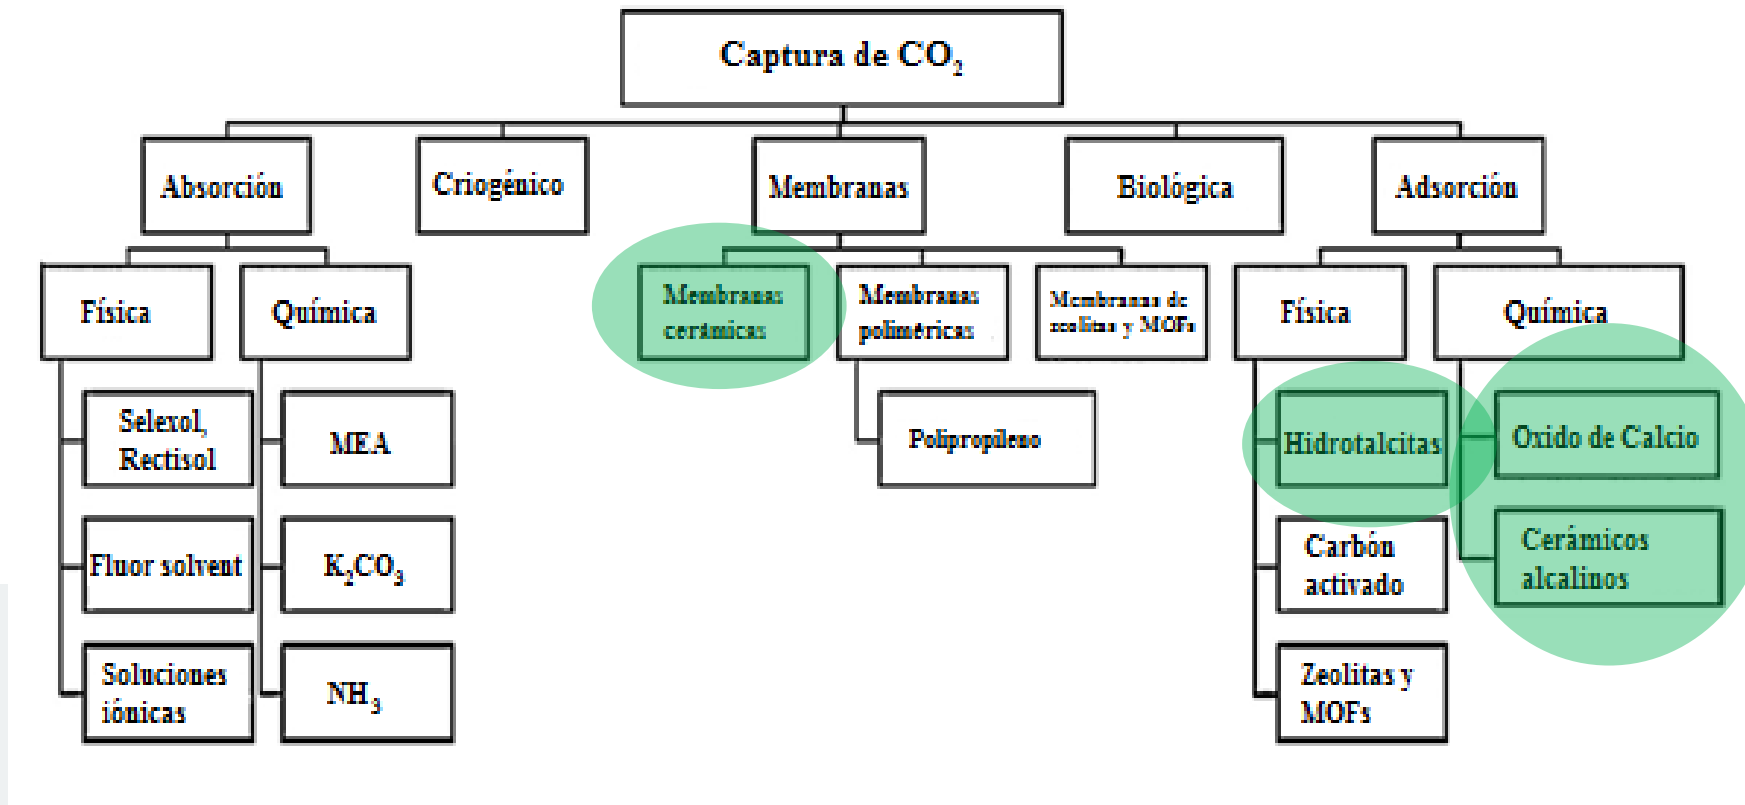 Captura de CO₂
Absorción
Criogénico
Membranas
Biológica
Adsorción
Física
Química
Membranas
cerámicas
Membranas
poliméricas
Membranas de
zeolitas y MOFs
Física
Química
Selexol,
Rectisol
MEA
Polipropileno
Hidrotalcitas
Oxido de Calcio
Fluor solvent
K₂CO₃
Carbón
activado
Cerámicos
alcalinos
Soluciones
iónicas
NH₃
Zeolitas y
MOFs